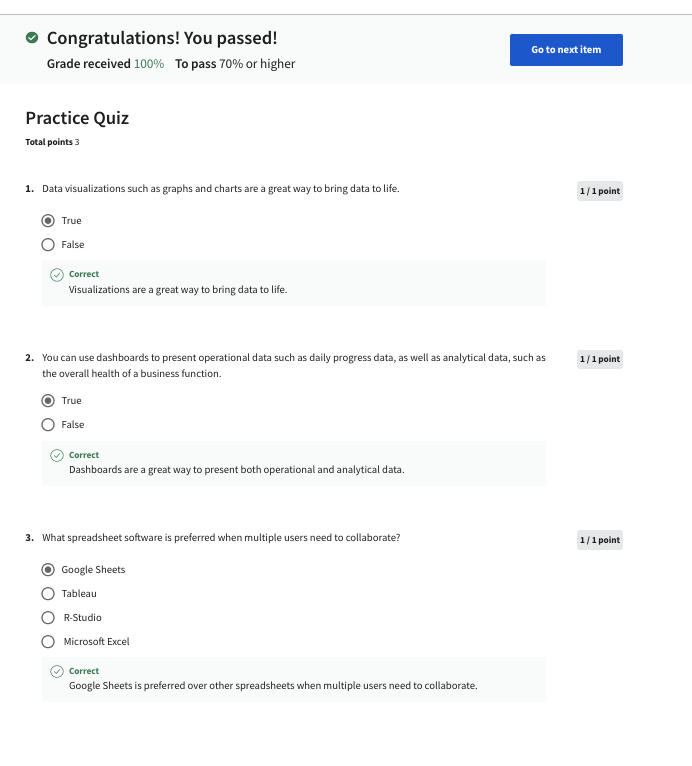 Congratulations! You passed!
Grade received 100% To pass 70% or higher
Go to next item
Practice Quiz
Total points 3
1. Data visualizations such as graphs and charts are a great way to bring data to life.
1 / 1 point
True
False
Correct
Visualizations are a great way to bring data to life.
2. You can use dashboards to present operational data such as daily progress data, as well as analytical data, such as
the overall health of a business function.
1 / 1 point
True
False
Correct
Dashboards are a great way to present both operational and analytical data.
3. What spreadsheet software is preferred when multiple users need to collaborate?
1 / 1 point
Google Sheets
Tableau
R-Studio
Microsoft Excel
Correct
Google Sheets is preferred over other spreadsheets when multiple users need to collaborate.